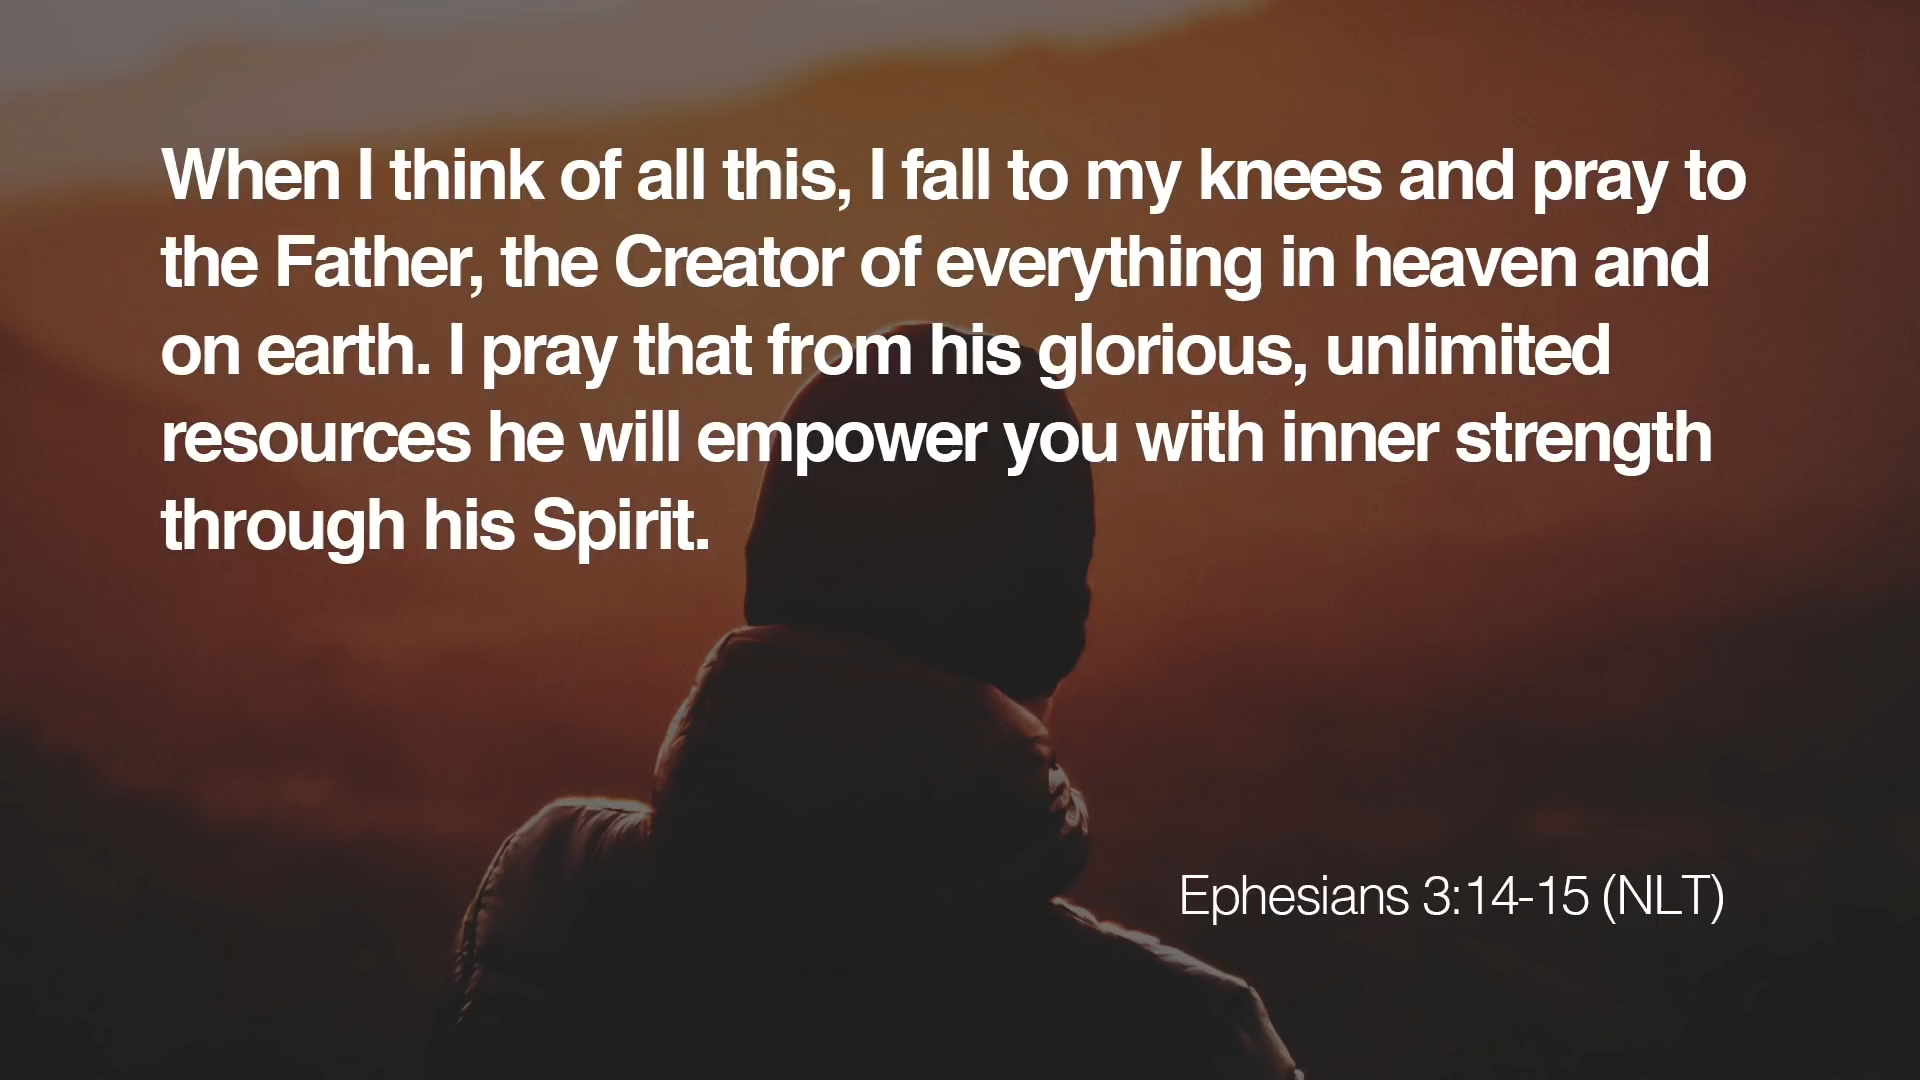 When I think of all this, I fall to my knees and pray to
the Father, the Creator of everything in heaven and
on earth. I pray that from his glorious, unlimited
resources he will empower you with inner strength
through his Spirit.
Ephesians 3:14-15 (NLT)